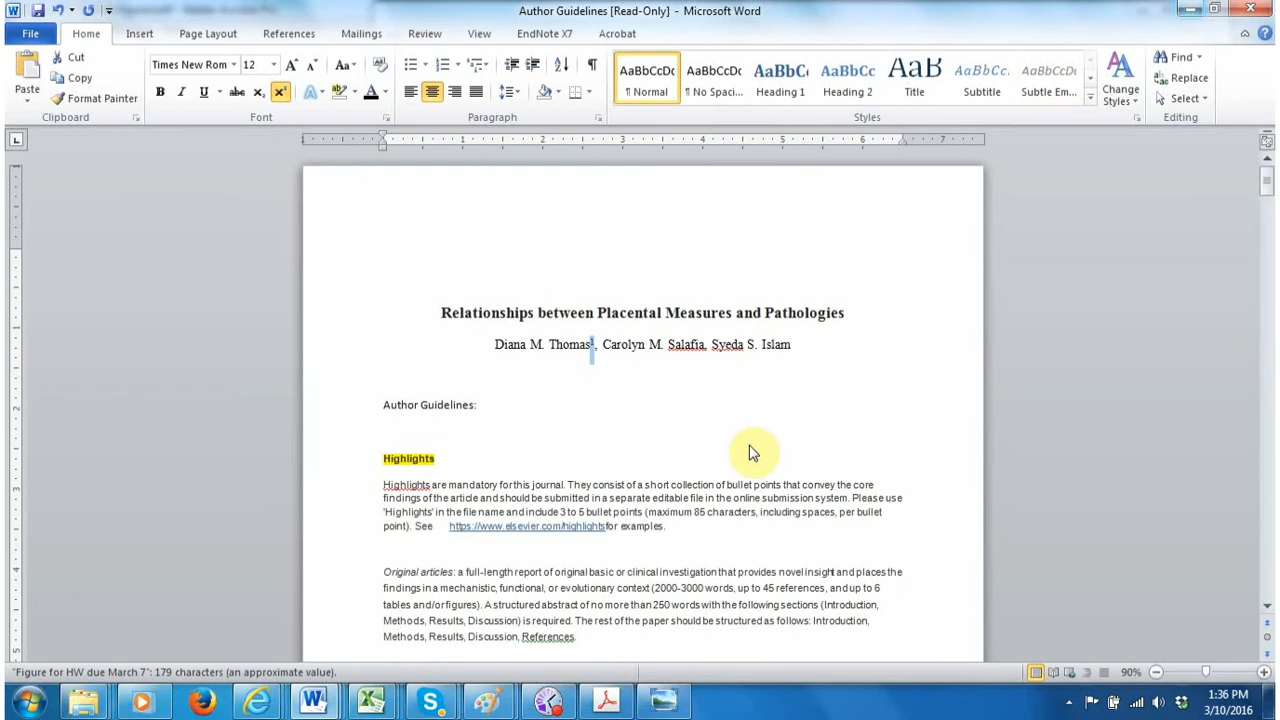 Author Guidelines [Read-Only] - Microsoft Word
File Home Insert Page Layout References Mailings Review View EndNote X7 Acrobat
Paste
Cut
Copy
Format Painter
Clipboard
Times New Rom 12
Font
Paragraph
AaBbCcDc AaBbCcDc AaBbC AaBbCc AaB AaBbCcL AaBbCcDc
¶ Normal ¶ No Spaci... Heading 1 Heading 2 Title Subtitle Subtle Em...
Change
Styles
Styles
Find
Replace
Select
Editing
1 2 3 4 5 6 7
Relationships between Placental Measures and Pathologies
Diana M. Thomas¹, Carolyn M. Salafia, Syeda S. Islam
Author Guidelines:
Highlights
Highlights are mandatory for this journal. They consist of a short collection of bullet points that convey the core
findings of the article and should be submitted in a separate editable file in the online submission system. Please use
'Highlights' in the file name and include 3 to 5 bullet points (maximum 85 characters, including spaces, per bullet
point). See https://www.elsevier.com/highlightsfor examples.
Original articles: a full-length report of original basic or clinical investigation that provides novel insight and places the
findings in a mechanistic, functional, or evolutionary context (2000-3000 words, up to 45 references, and up to 6
tables and/or figures). A structured abstract of no more than 250 words with the following sections (Introduction,
Methods, Results, Discussion) is required. The rest of the paper should be structured as follows: Introduction,
Methods, Results, Discussion, References.
"Figure for HW due March 7": 179 characters (an approximate value).
90%
1:36 PM
3/10/2016